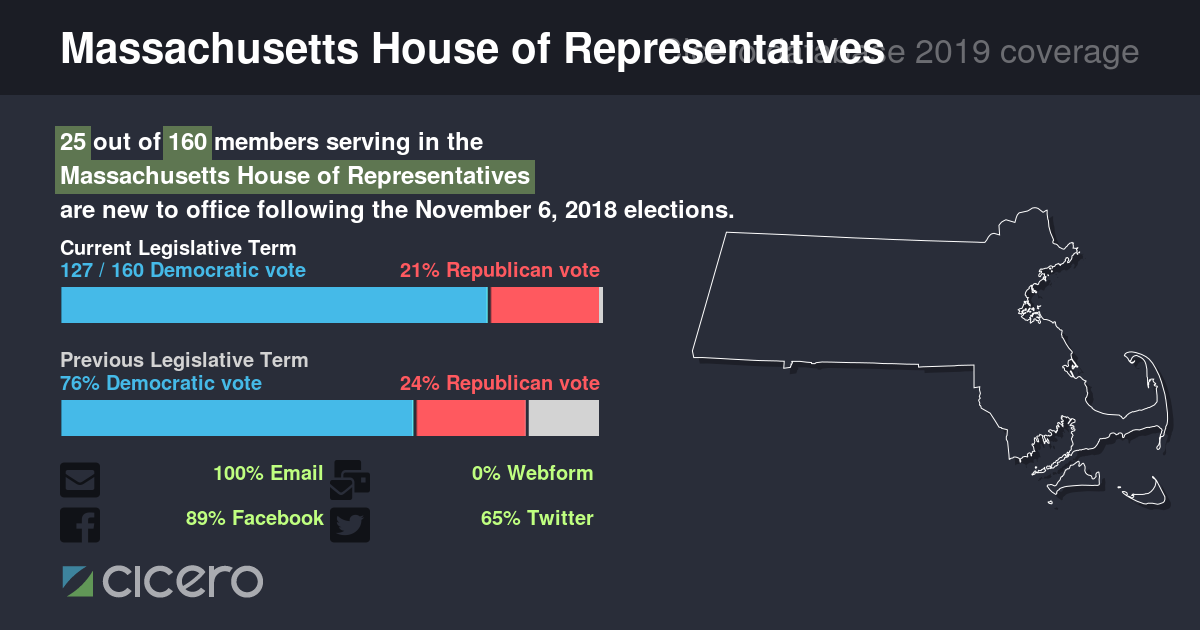 Massachusetts House of Representatives
database 2019 coverage
25 out of 160 members serving in the
Massachusetts House of Representatives
are new to office following the November 6, 2018 elections.
Current Legislative Term
127 / 160 Democratic vote 21% Republican vote
Previous Legislative Term
76% Democratic vote 24% Republican vote
100% Email 0% Webform
89% Facebook 65% Twitter
cicero